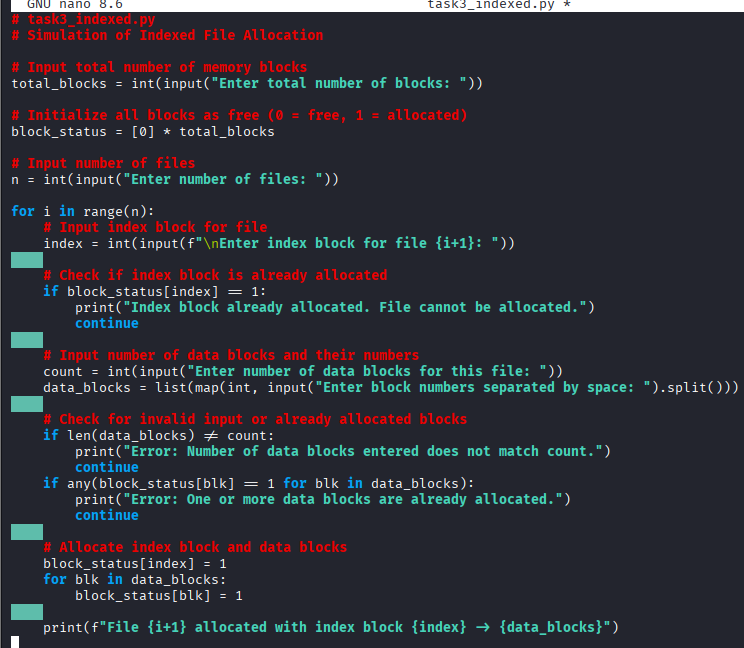 GNU nano 8.6 task3_indexed.py *
# task3_indexed.py
# Simulation of Indexed File Allocation
# Input total number of memory blocks
total_blocks = int(input("Enter total number of blocks: "))
# Initialize all blocks as free (0 = free, 1 = allocated)
block_status = [0] * total_blocks
# Input number of files
n = int(input("Enter number of files: "))
for i in range(n):
    # Input index block for file
    index = int(input(f"\nEnter index block for file {i+1}: "))
    # Check if index block is already allocated
    if block_status[index] == 1:
        print("Index block already allocated. File cannot be allocated.")
        continue
    # Input number of data blocks and their numbers
    count = int(input("Enter number of data blocks for this file: "))
    data_blocks = list(map(int, input("Enter block numbers separated by space: ").split()))
    # Check for invalid input or already allocated blocks
    if len(data_blocks) ≠ count:
        print("Error: Number of data blocks entered does not match count.")
        continue
    if any(block_status[blk] == 1 for blk in data_blocks):
        print("Error: One or more data blocks are already allocated.")
        continue
    # Allocate index block and data blocks
    block_status[index] = 1
    for blk in data_blocks:
        block_status[blk] = 1
    print(f"File {i+1} allocated with index block {index} → {data_blocks}")